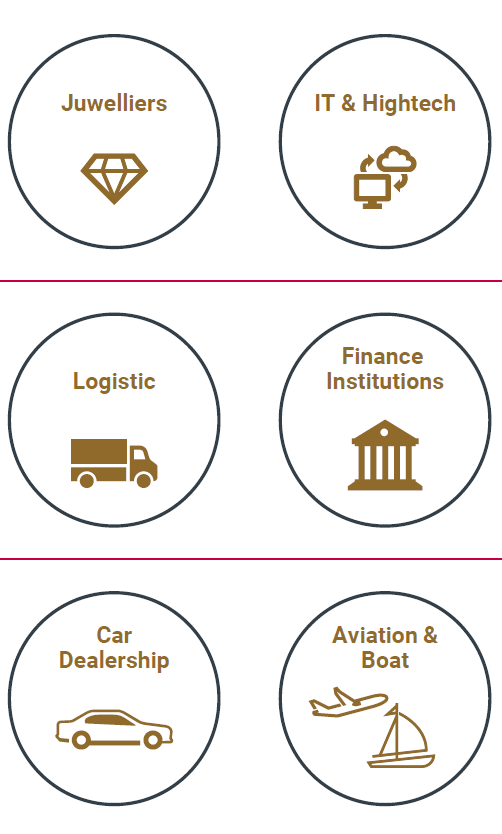 Juwelliers
IT & Hightech
Logistic
Finance
Institutions
Car
Dealership
Aviation &
Boat